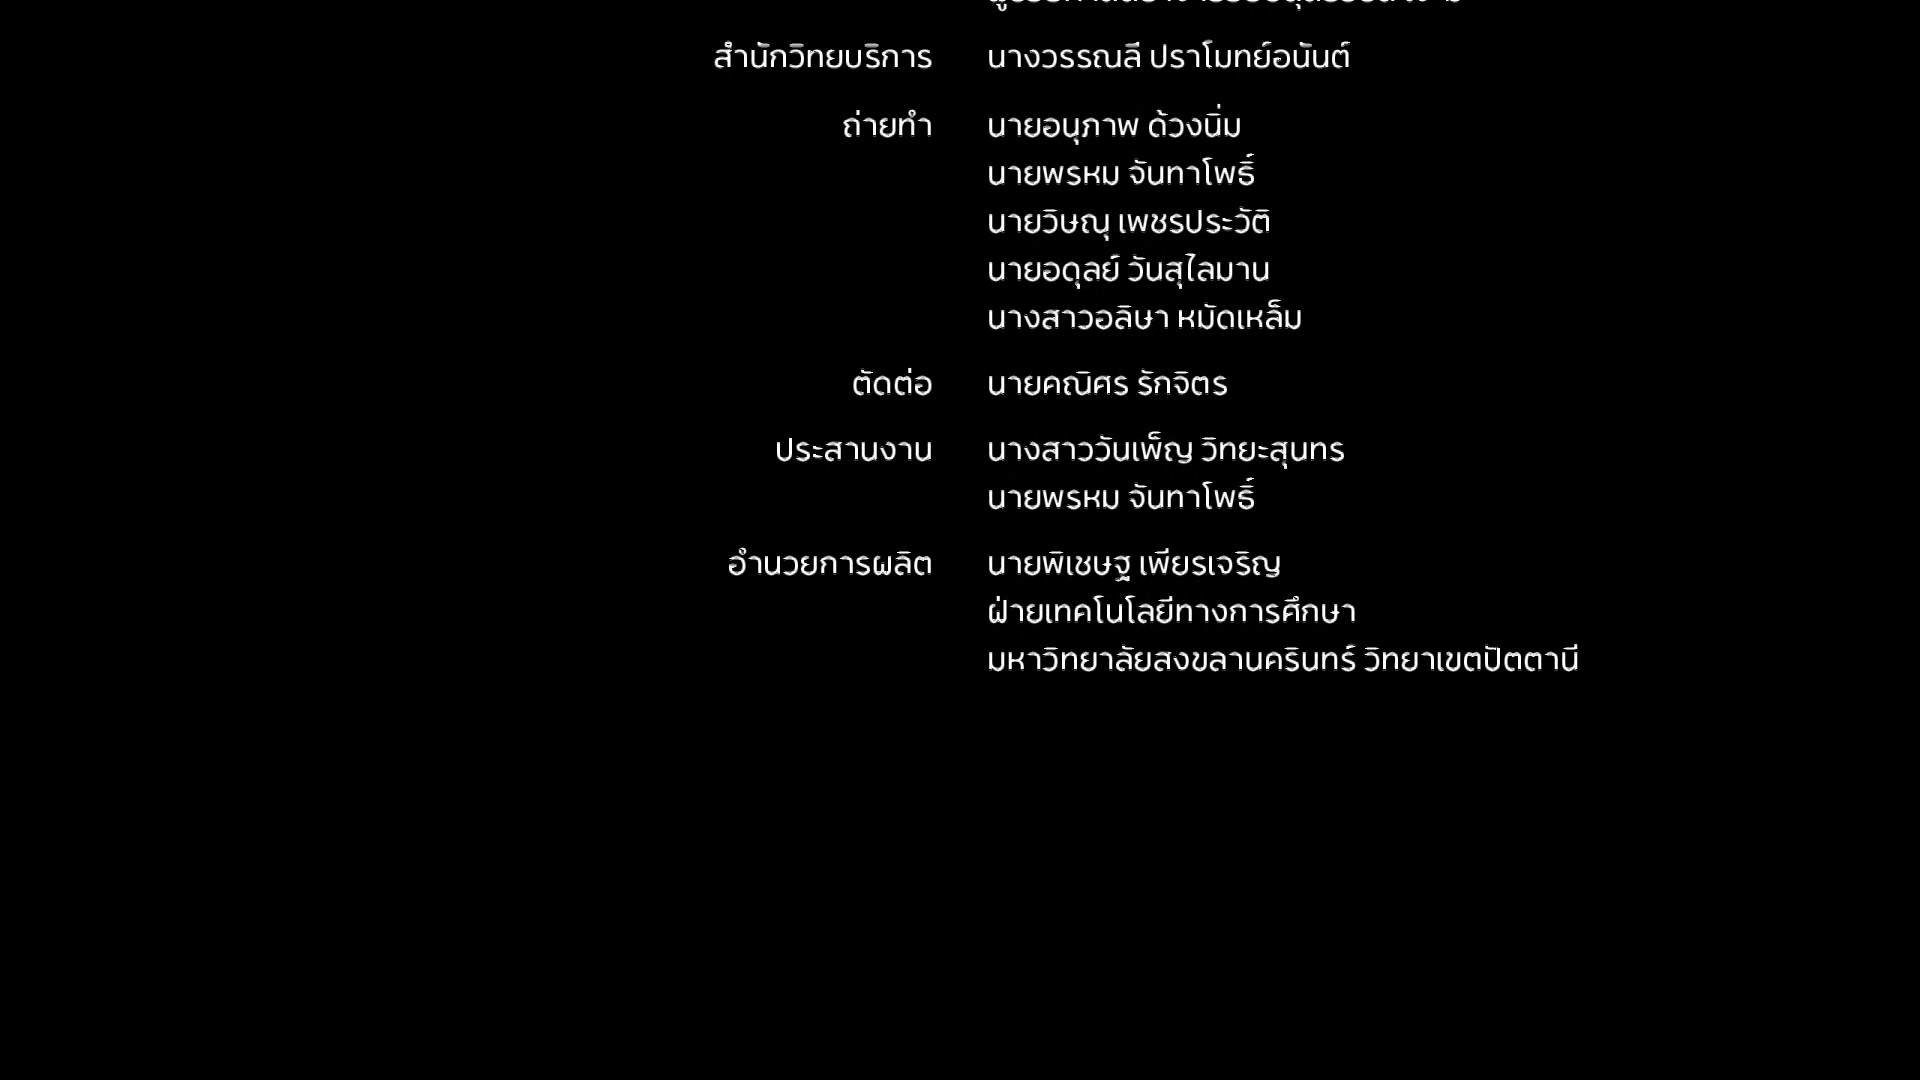 สำนักวิทยบริการ นางวรรณลี ปราโมทย์อนันต์
ถ่ายทำ นายอนุภาพ ด้วงนิ่ม
นายพรหม จันทาโพธิ์
นายวิษณุ เพชรประวัติ
นายอดุลย์ วันสุไลมาน
นางสาวอลิษา หมัดเหล็ม
ตัดต่อ นายคณิศร รักจิตร
ประสานงาน นางสาววันเพ็ญ วิทยะสุนทร
นายพรหม จันทาโพธิ์
อำนวยการผลิต นายพิเชษฐ เพียรเจริญ
ฝ่ายเทคโนโลยีทางการศึกษา
มหาวิทยาลัยสงขลานครินทร์ วิทยาเขตปัตตานี